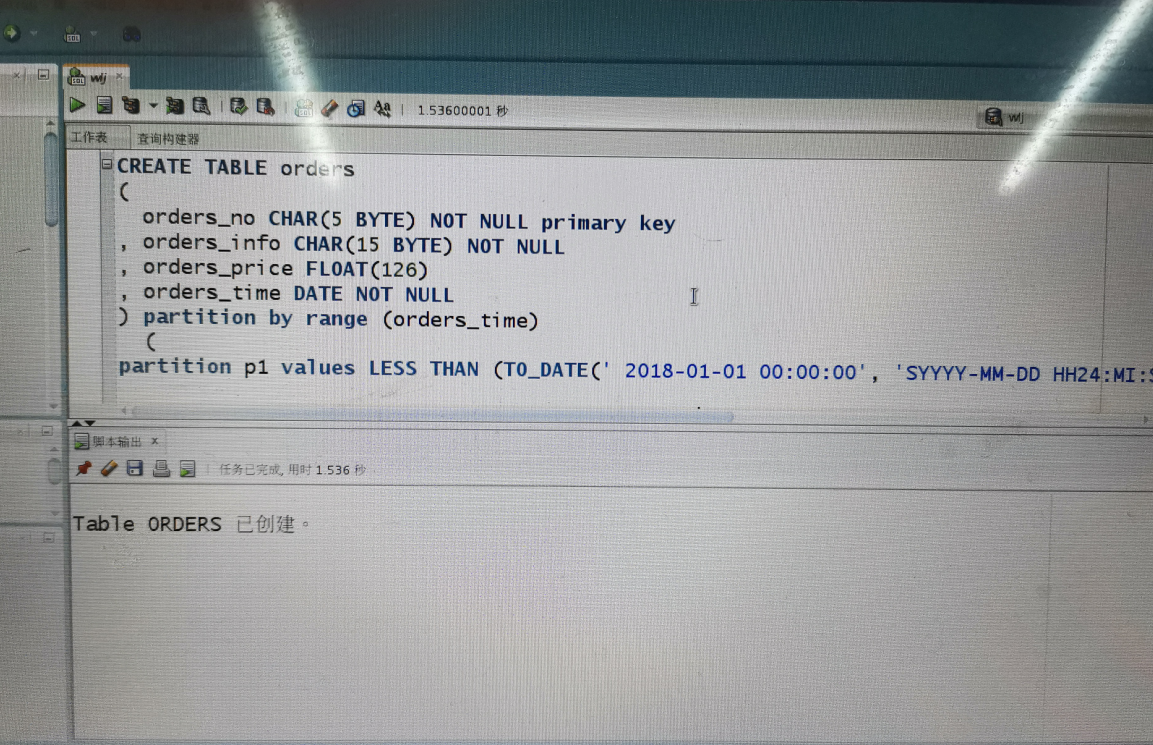 wlj
1.53600001 秒
wlj
工作表 查询构建器
CREATE TABLE orders
(
orders_no CHAR(5 BYTE) NOT NULL primary key
, orders_info CHAR(15 BYTE) NOT NULL
, orders_price FLOAT(126)
, orders_time DATE NOT NULL
) partition by range (orders_time)
(
partition p1 values LESS THAN (TO_DATE(' 2018-01-01 00:00:00', 'SYYYY-MM-DD HH24:MI:S
脚本输出
任务已完成, 用时 1.536 秒
Table ORDERS 已创建。